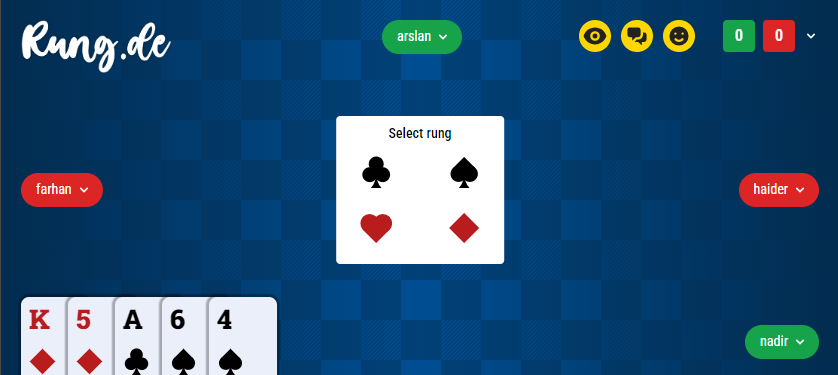 Rung.de
arslan
0 0
Select rung
farhan
haider
K 5 A 6 4
nadir